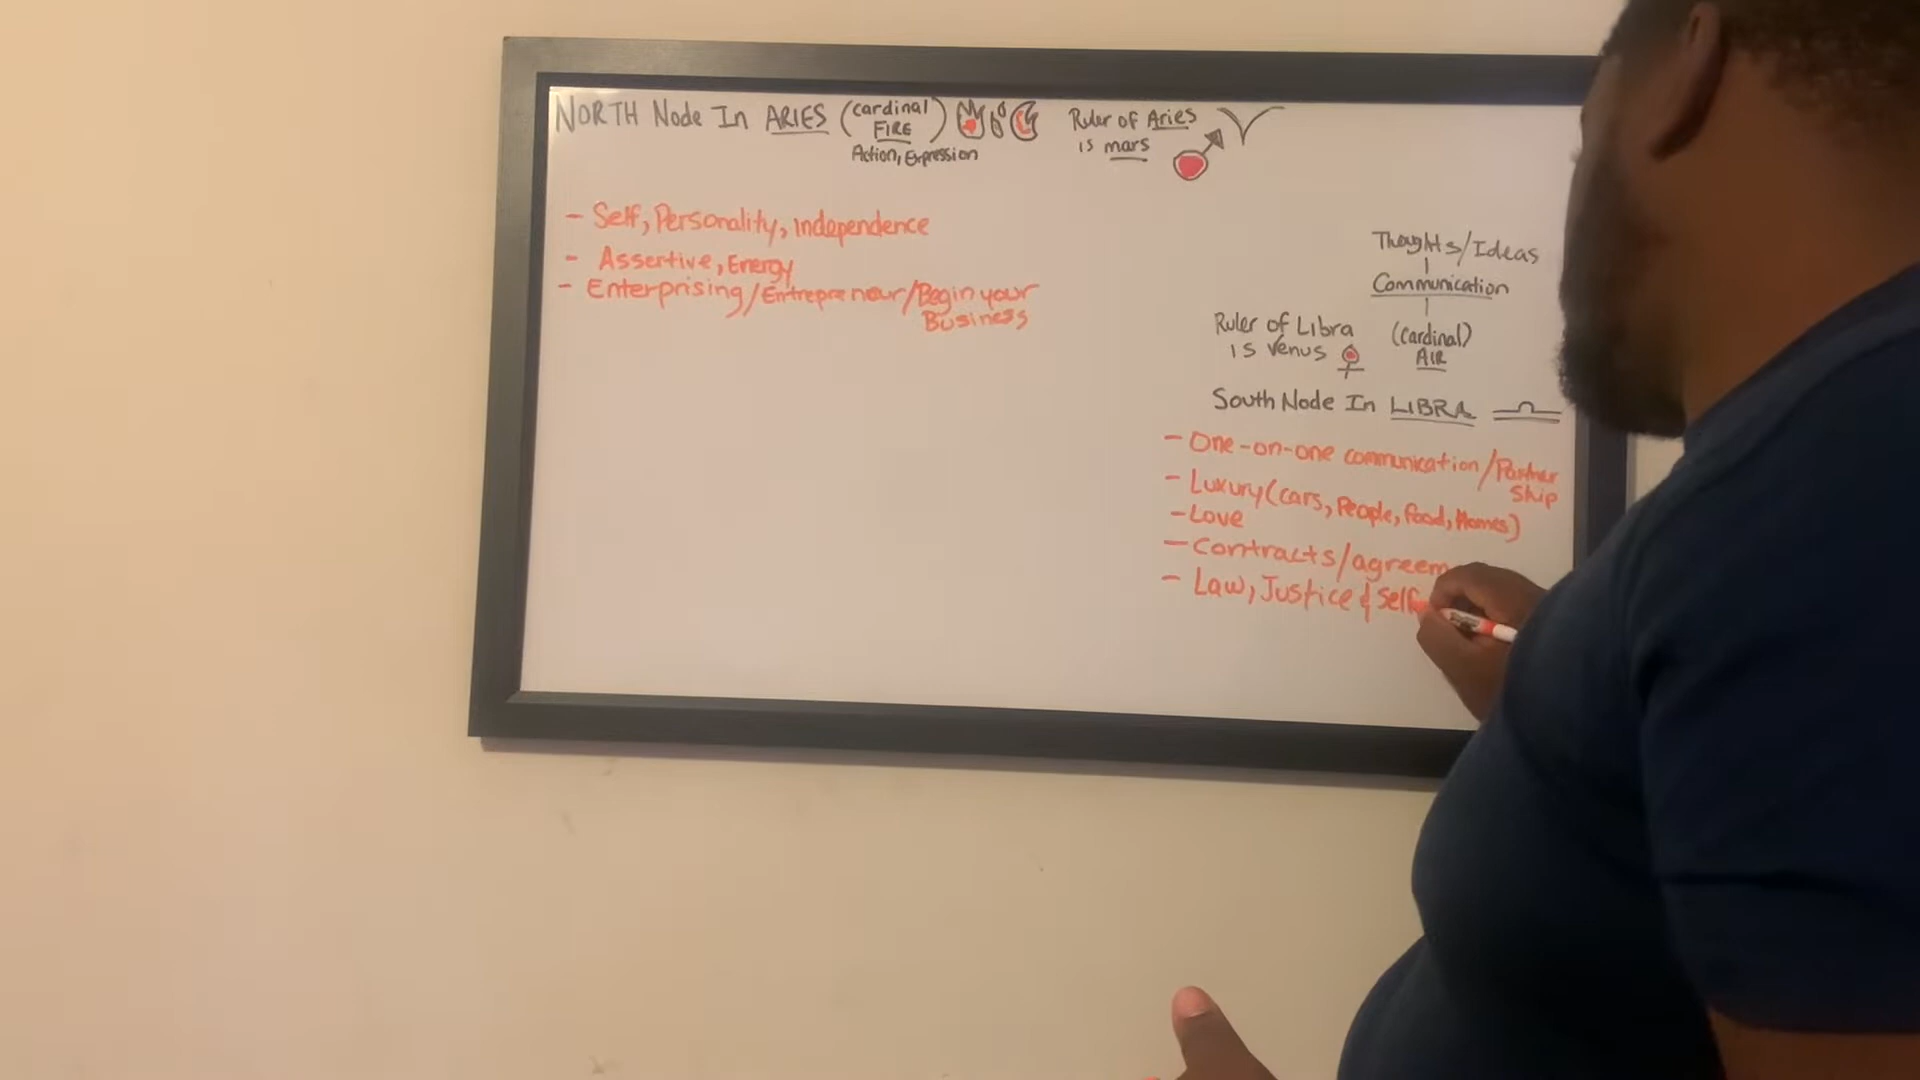 NORTH Node In ARIES (cardinal FIRE)
Action, Expression
Ruler of Aries
is mars
- Self, Personality, Independence
- Assertive, Energy
- Enterprising/Entrepreneur/Begin your
Business
Thoughts/Ideas
Communication
(cardinal)
AIR
Ruler of Libra
is Venus
South Node In LIBRA
- One-on-one communication/Partner
Ship
- Luxury (cars, People, food, Homes)
- Love
- Contracts/agreem
- Law, Justice & Self